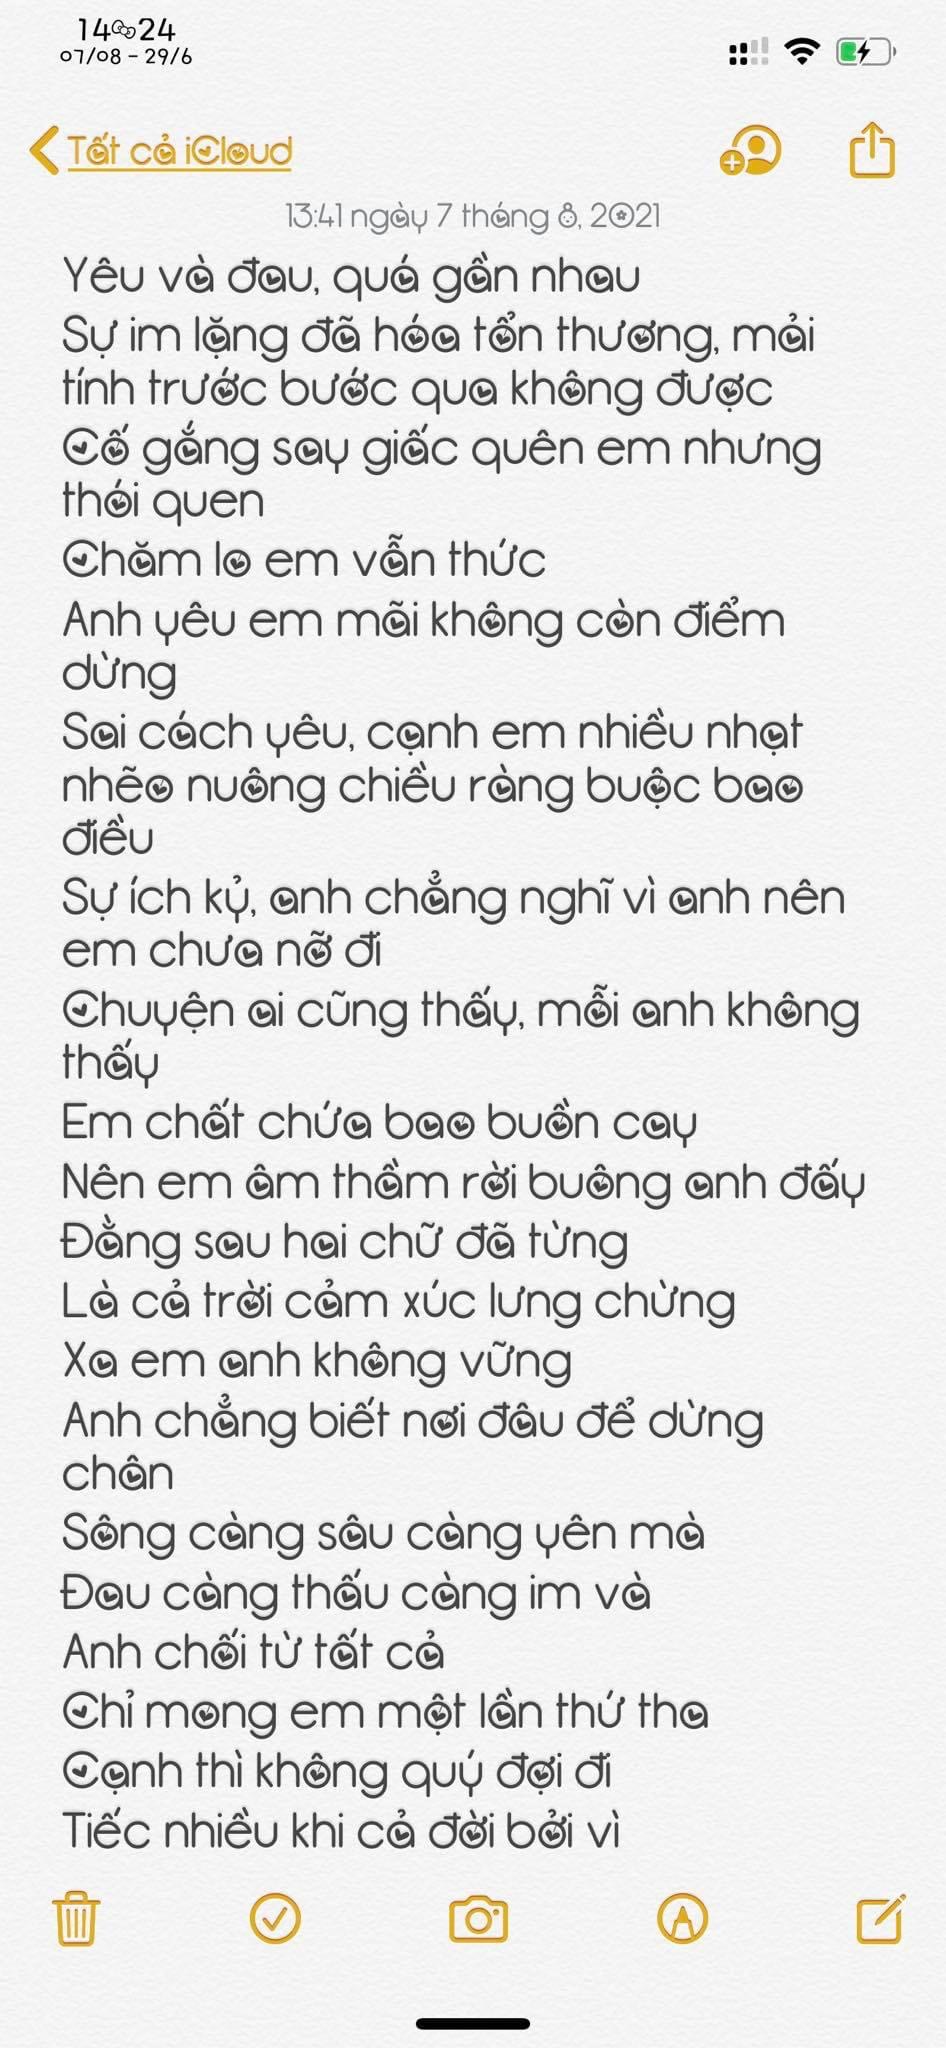 14:24
07/08 - 29/6
Tất cả iCloud
13:41 ngày 7 tháng 8, 2021
Yêu và đau, quá gần nhau
Sự im lặng đã hóa tổn thương, mải
tính trước bước qua không được
Cố gắng say giấc quên em nhưng
thói quen
Chăm lo em vẫn thức
Anh yêu em mãi không còn điểm
dừng
Sai cách yêu, cạnh em nhiều nhạt
nhẽo nuông chiều ràng buộc bao
điều
Sự ích kỷ, anh chẳng nghĩ vì anh nên
em chưa nỡ đi
Chuyện ai cũng thấy, mỗi anh không
thấy
Em chất chứa bao buồn cay
Nên em âm thầm rời buông anh đấy
Đằng sau hai chữ đã từng
Là cả trời cảm xúc lưng chừng
Xa em anh không vững
Anh chẳng biết nơi đâu để dừng
chân
Sông càng sâu càng yên mà
Đau càng thấu càng im và
Anh chối từ tất cả
Chỉ mong em một lần thứ tha
Cạnh thì không quý đợi đi
Tiếc nhiều khi cả đời bởi vì